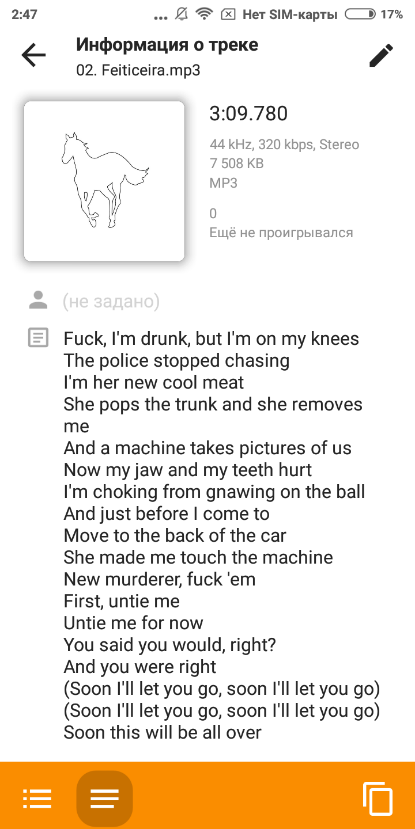 2:47 ... Нет SIM-карты 17%
Информация о треке
02. Feiticeira.mp3
3:09.780
44 kHz, 320 kbps, Stereo
7 508 KB
MP3
0
Ещё не проигрывался
(не задано)
Fuck, I'm drunk, but I'm on my knees
The police stopped chasing
I'm her new cool meat
She pops the trunk and she removes
me
And a machine takes pictures of us
Now my jaw and my teeth hurt
I'm choking from gnawing on the ball
And just before I come to
Move to the back of the car
She made me touch the machine
New murderer, fuck 'em
First, untie me
Untie me for now
You said you would, right?
And you were right
(Soon I'll let you go, soon I'll let you go)
(Soon I'll let you go, soon I'll let you go)
Soon this will be all over